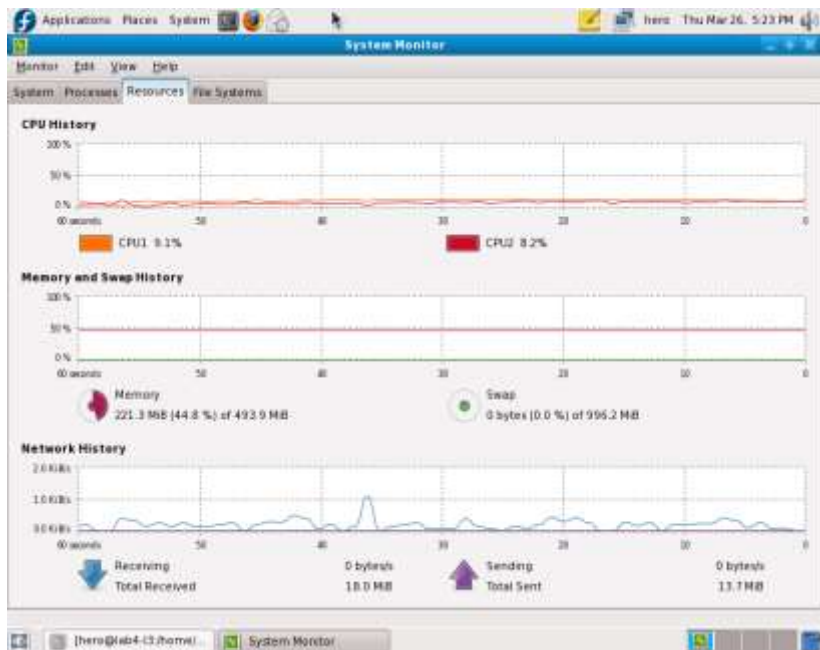 Applications Places System hero Thu Mar 26, 5:23 PM
System Monitor
Monitor Edit View Help
System Processes Resources File Systems
CPU History
100 %
50 %
0 %
60 seconds 50 40 30 20 10 0
CPU1 9.1% CPU2 8.2%
Memory and Swap History
100 %
50 %
0 %
60 seconds 50 40 30 20 10 0
Memory Swap
221.3 MiB (44.8 %) of 493.9 MiB 0 bytes (0.0 %) of 996.2 MiB
Network History
2.0 KiB/s
1.0 KiB/s
0.0 KiB/s
60 seconds 50 40 30 20 10 0
Receiving 0 bytes/s Sending 0 bytes/s
Total Received 18.0 MiB Total Sent 13.7 MiB
[hero@lab4-l3:/home/... System Monitor